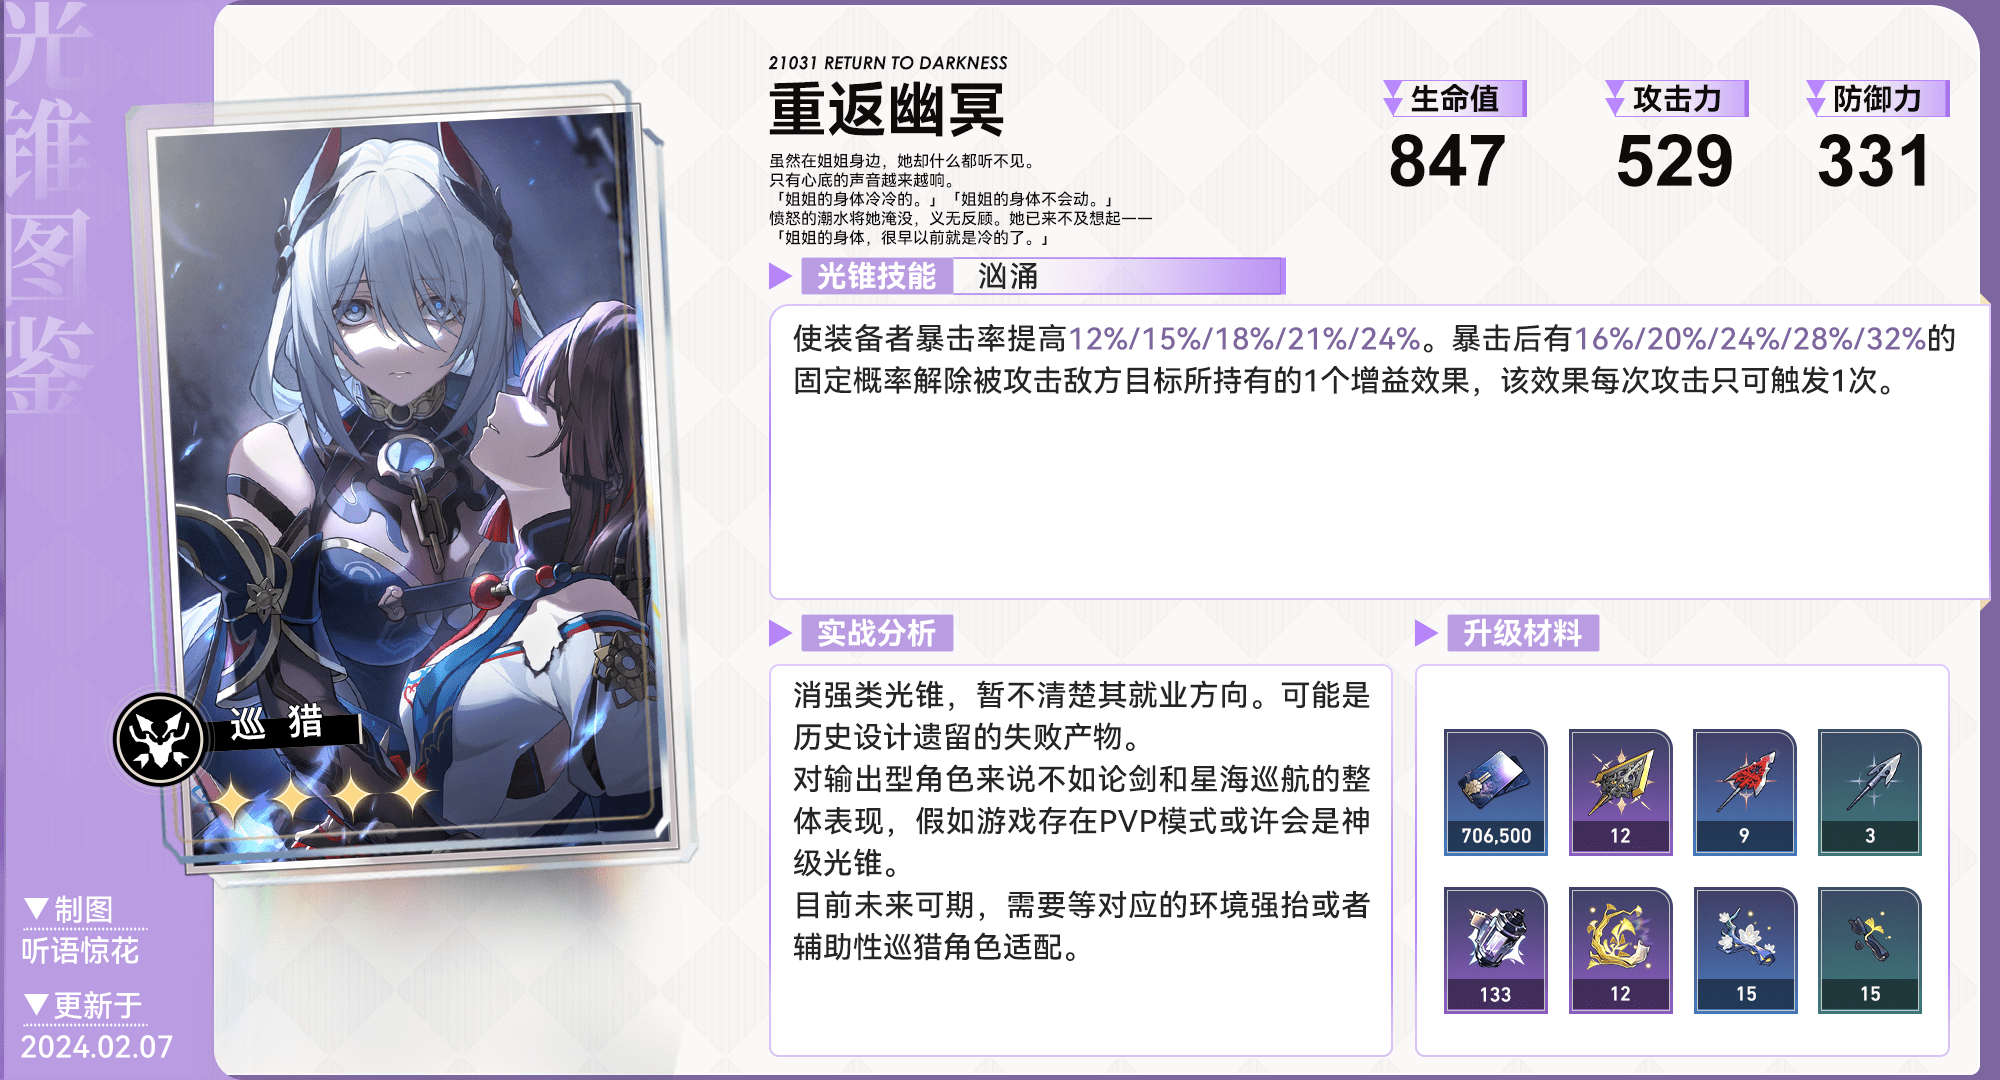 光锥图鉴
21031 RETURN TO DARKNESS
重返幽冥
虽然在姐姐身边，她却什么都听不见。
只有心底的声音越来越响。
「姐姐的身体冷冷的。」「姐姐的身体不会动。」
愤怒的潮水将她淹没，义无反顾。她已来不及想起——
「姐姐的身体，很早以前就是冷的了。」
生命值
847
攻击力
529
防御力
331
光锥技能 汹涌
使装备者暴击率提高12%/15%/18%/21%/24%。暴击后有16%/20%/24%/28%/32%的
固定概率解除被攻击敌方目标所持有的1个增益效果，该效果每次攻击只可触发1次。
巡猎
实战分析
消强类光锥，暂不清楚其就业方向。可能是
历史设计遗留的失败产物。
对输出型角色来说不如论剑和星海巡航的整
体表现，假如游戏存在PVP模式或许会是神
级光锥。
目前未来可期，需要等对应的环境强抬或者
辅助性巡猎角色适配。
升级材料
706,500 12 9 3
133 12 15 15
▼制图
听语惊花
▼更新于
2024.02.07